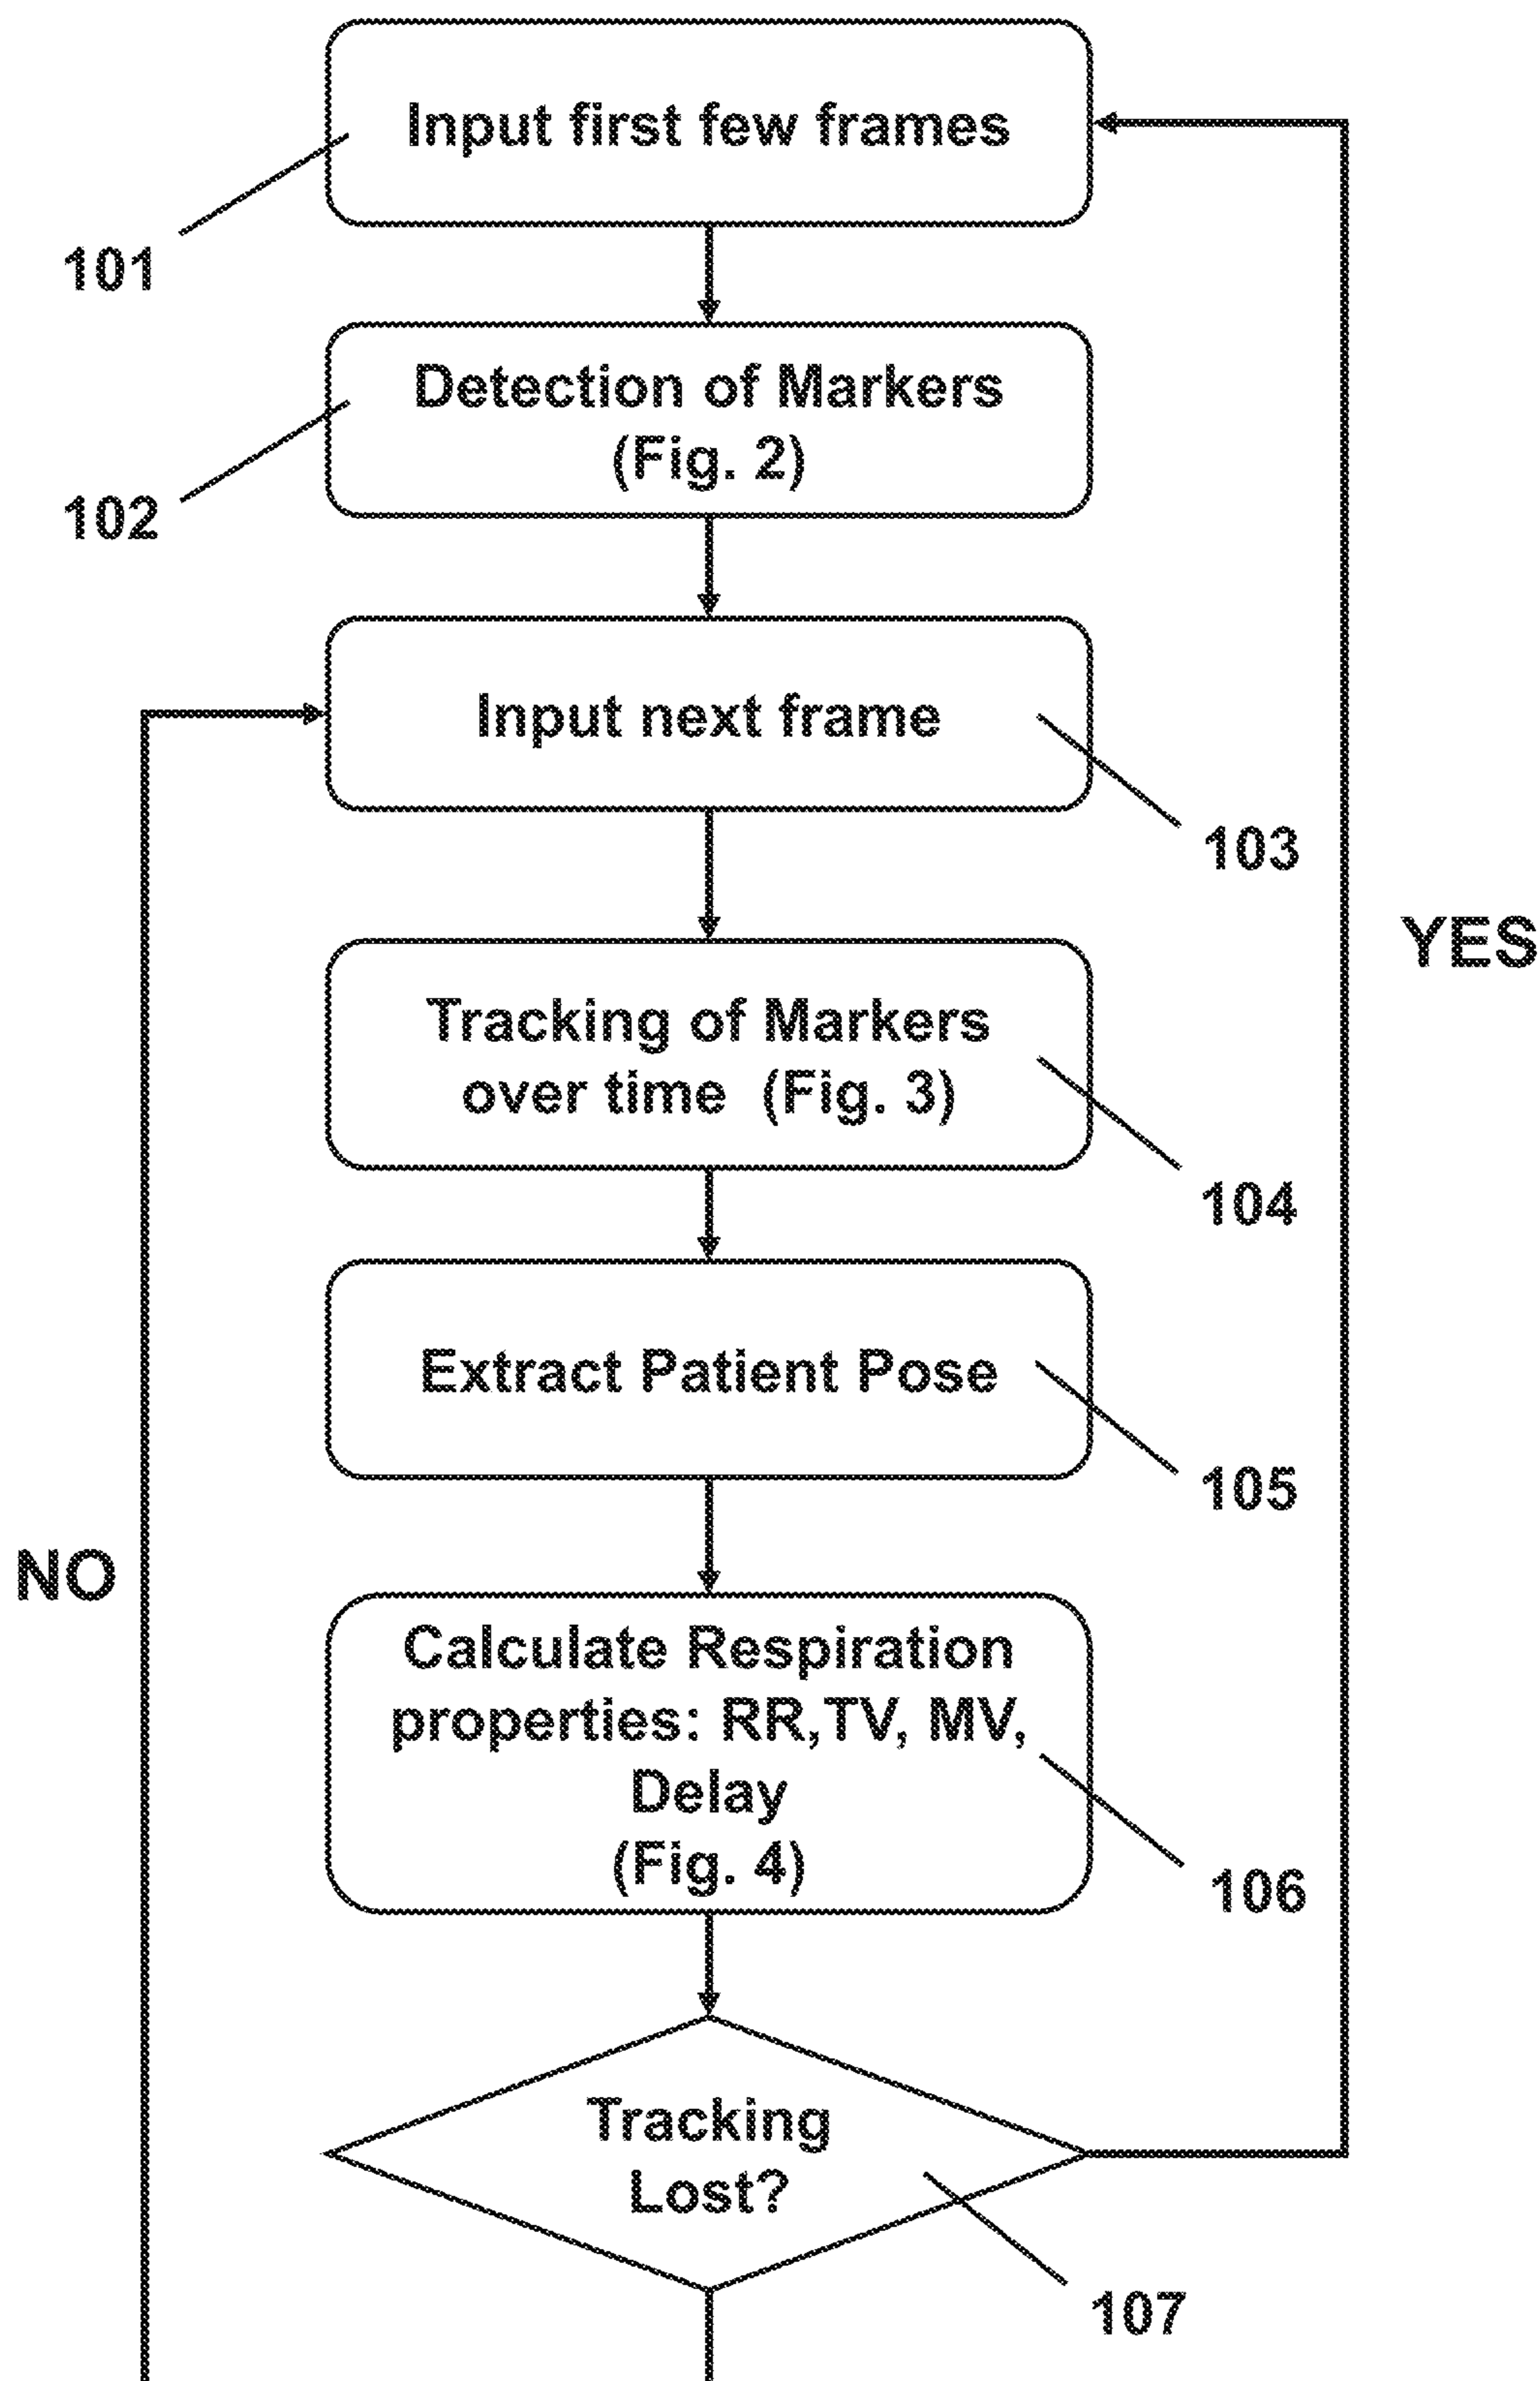 Input first few frames
101
Detection of Markers
(Fig. 2)
102
Input next frame
103
YES
Tracking of Markers
over time (Fig. 3)
104
Extract Patient Pose
105
NO
Calculate Respiration
properties: RR,TV, MV,
Delay
(Fig. 4)
106
Tracking
Lost?
107